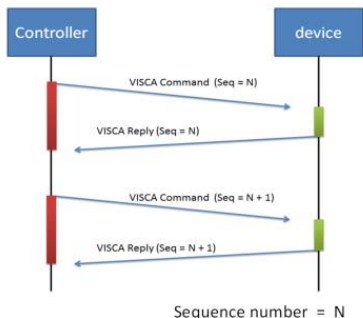 Controller
device
VISCA Command (Seq = N)
VISCA Reply (Seq = N)
VISCA Command (Seq = N + 1)
VISCA Reply (Seq = N + 1)
Sequence number = N